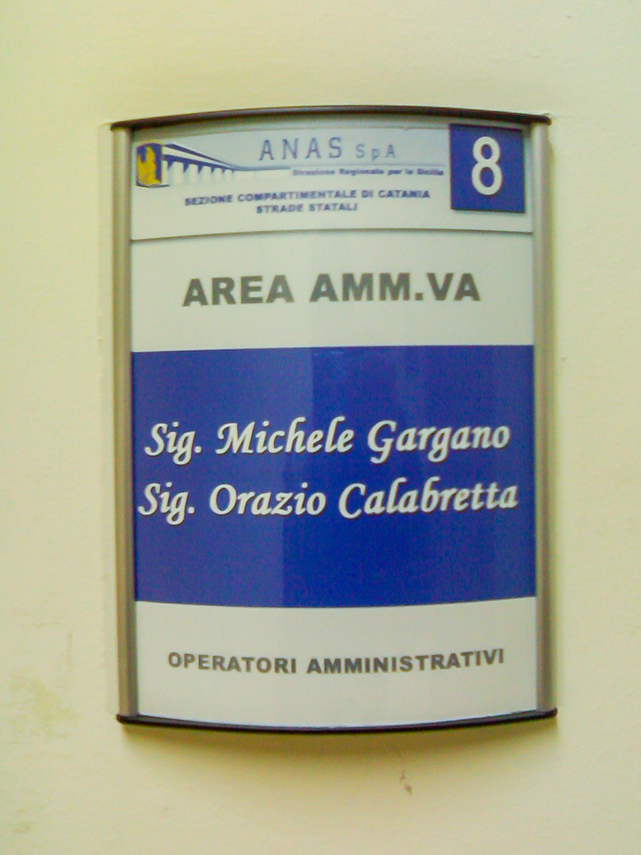 ANAS SpA
8
Direzione Regionale per la Sicilia
SEZIONE COMPARTIMENTALE DI CATANIA
STRADE STATALI
AREA AMM.VA
Sig. Michele Gargano
Sig. Orazio Calabretta
OPERATORI AMMINISTRATIVI